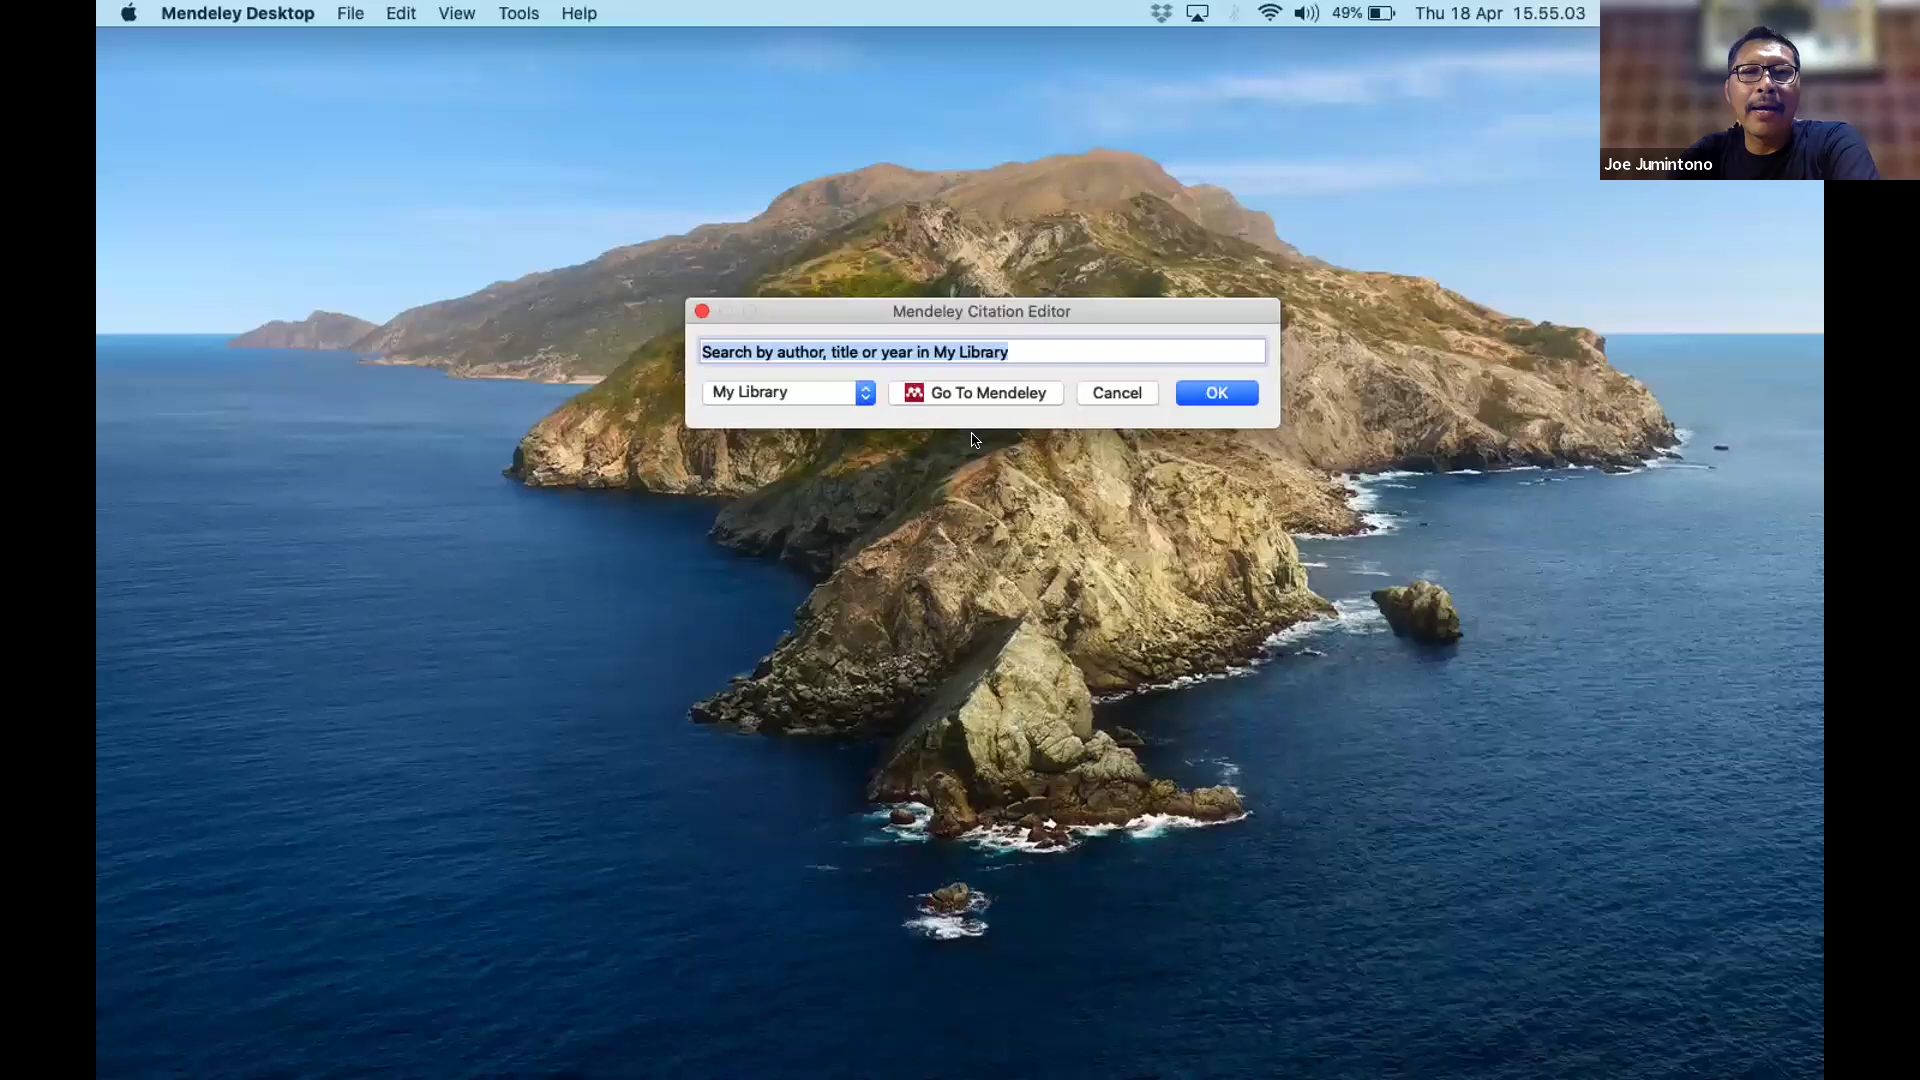 Mendeley Desktop File Edit View Tools Help 49% Thu 18 Apr 15.55.03
Joe Jumintono
Mendeley Citation Editor
Search by author, title or year in My Library
My Library Go To Mendeley Cancel OK